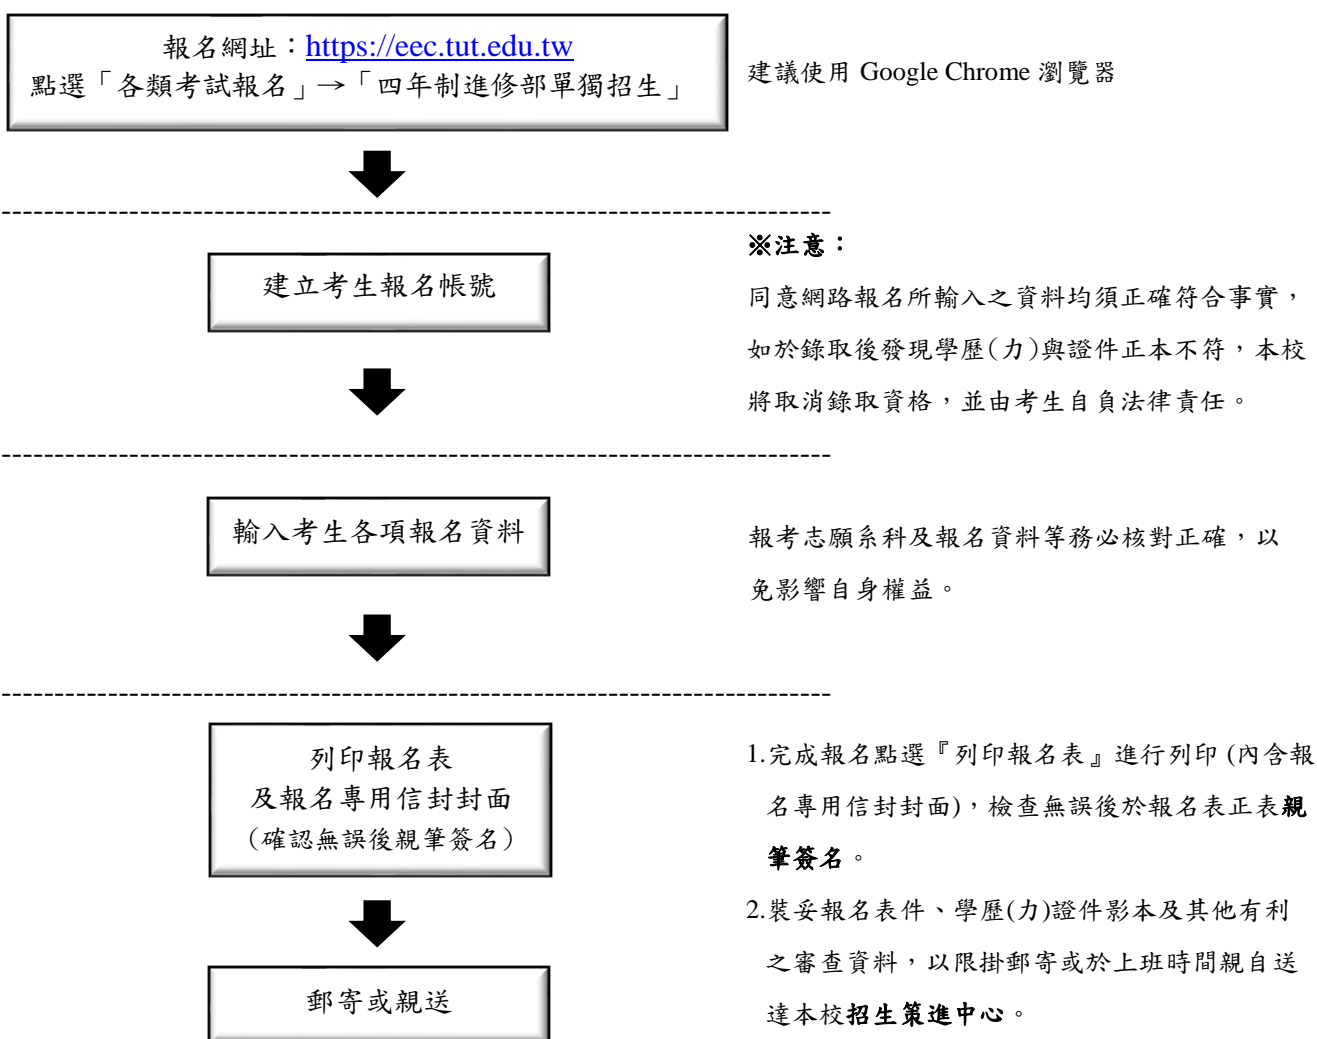 報名網址：https://eec.tut.edu.tw
點選「各類考試報名」→「四年制進修部單獨招生」
建議使用 Google Chrome 瀏覽器
--------------------------------------------------------------------------------
建立考生報名帳號
※注意：
同意網路報名所輸入之資料均須正確符合事實，
如於錄取後發現學歷(力)與證件正本不符，本校
將取消錄取資格，並由考生自負法律責任。
--------------------------------------------------------------------------------
輸入考生各項報名資料
報考志願系科及報名資料等務必核對正確，以
免影響自身權益。
--------------------------------------------------------------------------------
列印報名表
及報名專用信封封面
(確認無誤後親筆簽名)
1.完成報名點選『列印報名表』進行列印 (內含報
名專用信封封面)，檢查無誤後於報名表正表親
筆簽名。
2.裝妥報名表件、學歷(力)證件影本及其他有利
之審查資料，以限掛郵寄或於上班時間親自送
達本校招生策進中心。
郵寄或親送